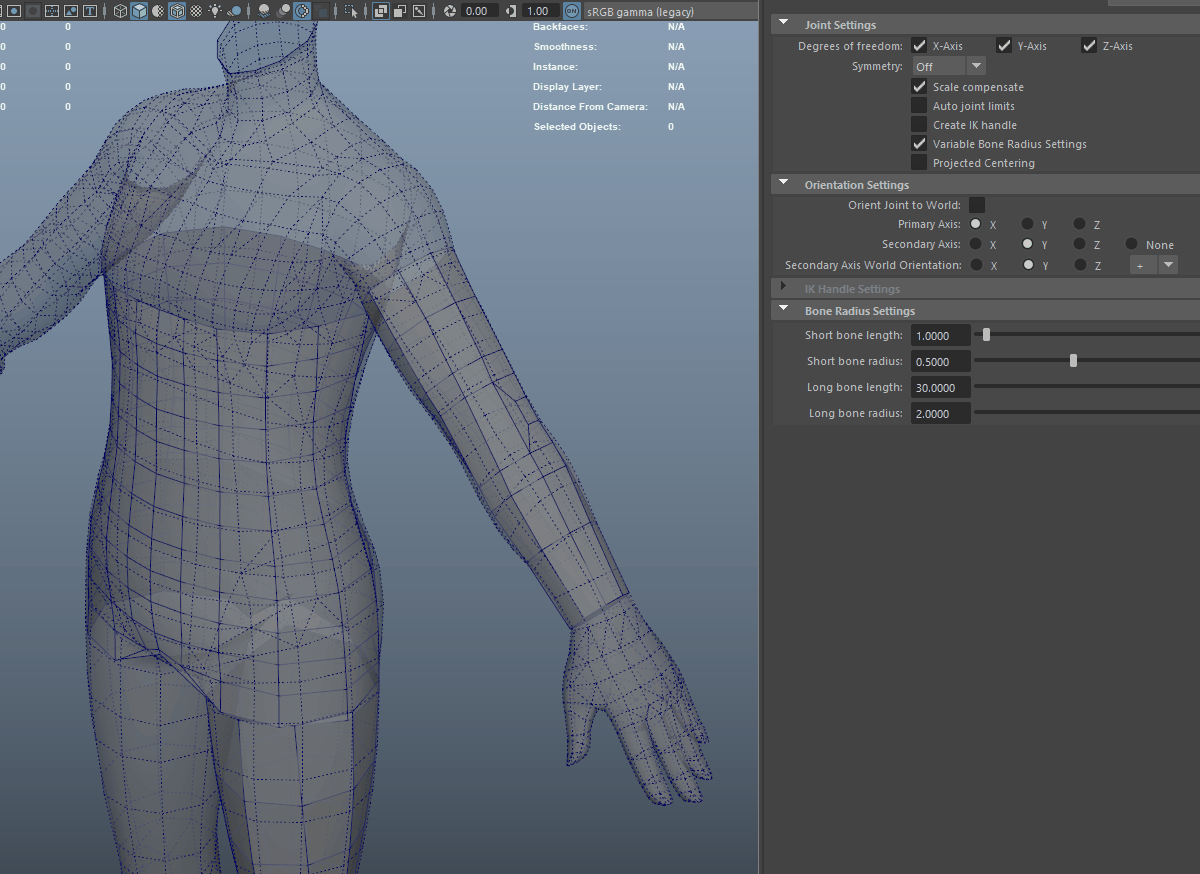 0.00 1.00 ON sRGB gamma (legacy)
0 Backfaces: N/A
0 0 Smoothness: N/A
0 0 Instance: N/A
0 0 Display Layer: N/A
0 0 Distance From Camera: N/A
Selected Objects: 0
Joint Settings
Degrees of freedom: X-Axis Y-Axis Z-Axis
Symmetry: Off
Scale compensate
Auto joint limits
Create IK handle
Variable Bone Radius Settings
Projected Centering
Orientation Settings
Orient Joint to World:
Primary Axis: X Y Z
Secondary Axis: X Y Z None
Secondary Axis World Orientation: X Y Z +
IK Handle Settings
Bone Radius Settings
Short bone length: 1.0000
Short bone radius: 0.5000
Long bone length: 30.0000
Long bone radius: 2.0000